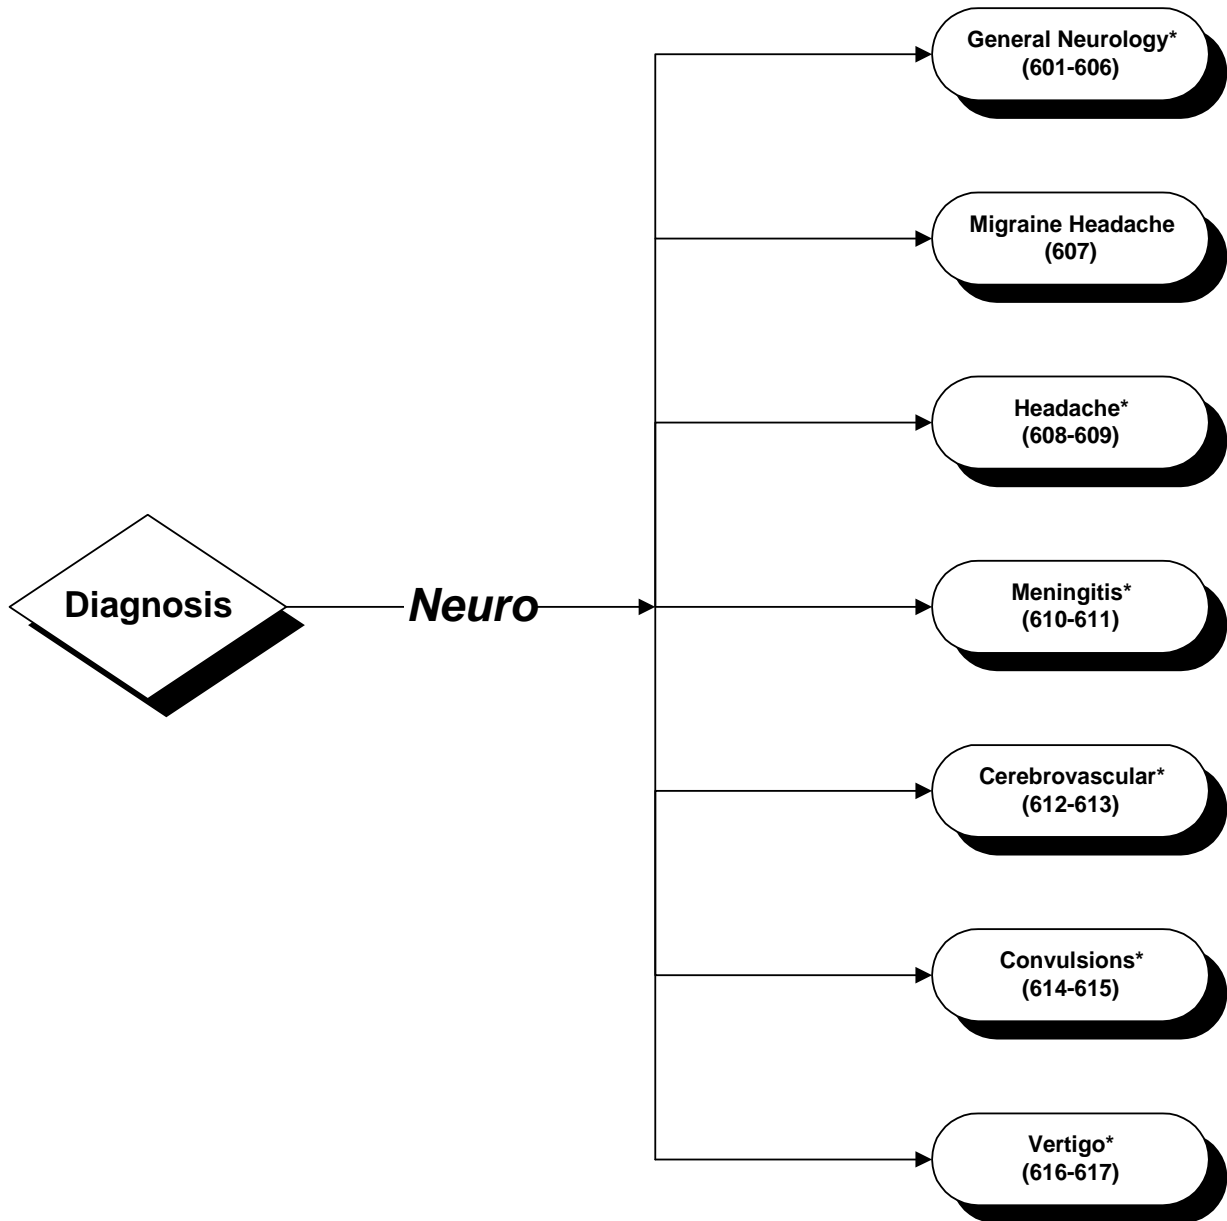 General Neurology*
(601-606)
Migraine Headache
(607)
Headache*
(608-609)
Diagnosis
Neuro
Meningitis*
(610-611)
Cerebrovascular*
(612-613)
Convulsions*
(614-615)
Vertigo*
(616-617)